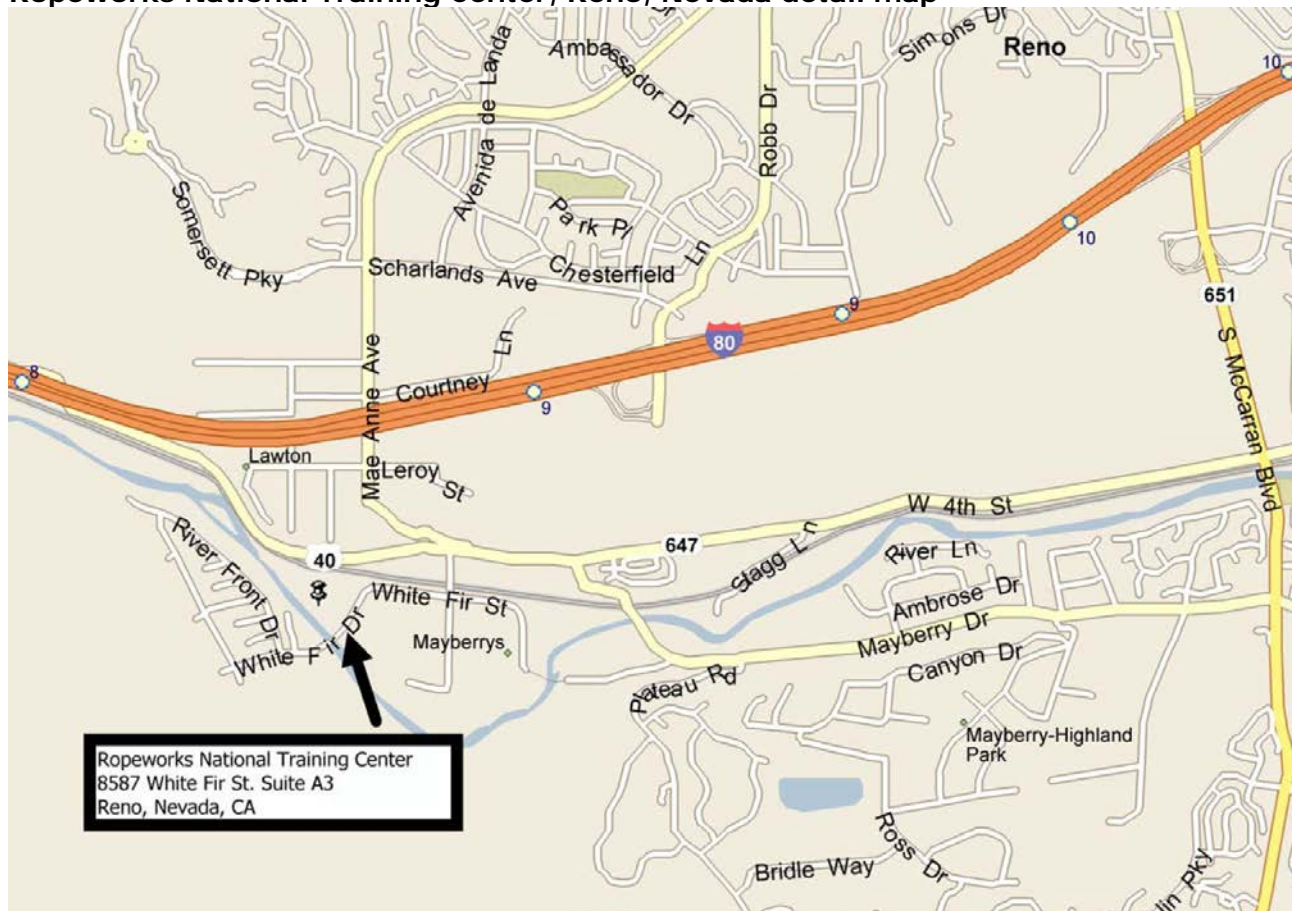 Ropeworks National Training Center, Reno, Nevada detail map
Ambassador Dr
Simons Dr
Reno
10
Avenida de Landa
Robb Dr
Somersett Pky
Park Pl
Chesterfield Ln
Scharlands Ave
10
651
9
80
S McCarran Blvd
8
Courtney Ln
Mae Anne Ave
9
Lawton
Leroy St
W 4th St
647
40
Stagg Ln
River Ln
River Front Dr
White Fir St
Ambrose Dr
Mayberry Dr
White Fir Dr
Mayberrys
Canyon Dr
Plateau Rd
Mayberry-Highland
Park
Ropeworks National Training Center
8587 White Fir St. Suite A3
Reno, Nevada, CA
Ross Dr
Bridle Way
lin Pky